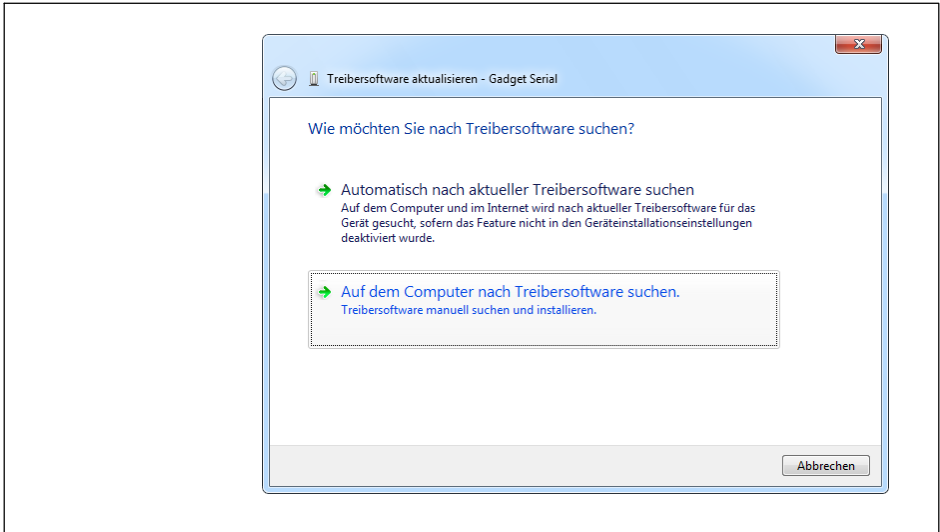 Treibersoftware aktualisieren - Gadget Serial
Wie möchten Sie nach Treibersoftware suchen?
Automatisch nach aktueller Treibersoftware suchen
Auf dem Computer und im Internet wird nach aktueller Treibersoftware für das
Gerät gesucht, sofern das Feature nicht in den Geräteinstallationseinstellungen
deaktiviert wurde.
Auf dem Computer nach Treibersoftware suchen.
Treibersoftware manuell suchen und installieren.
Abbrechen